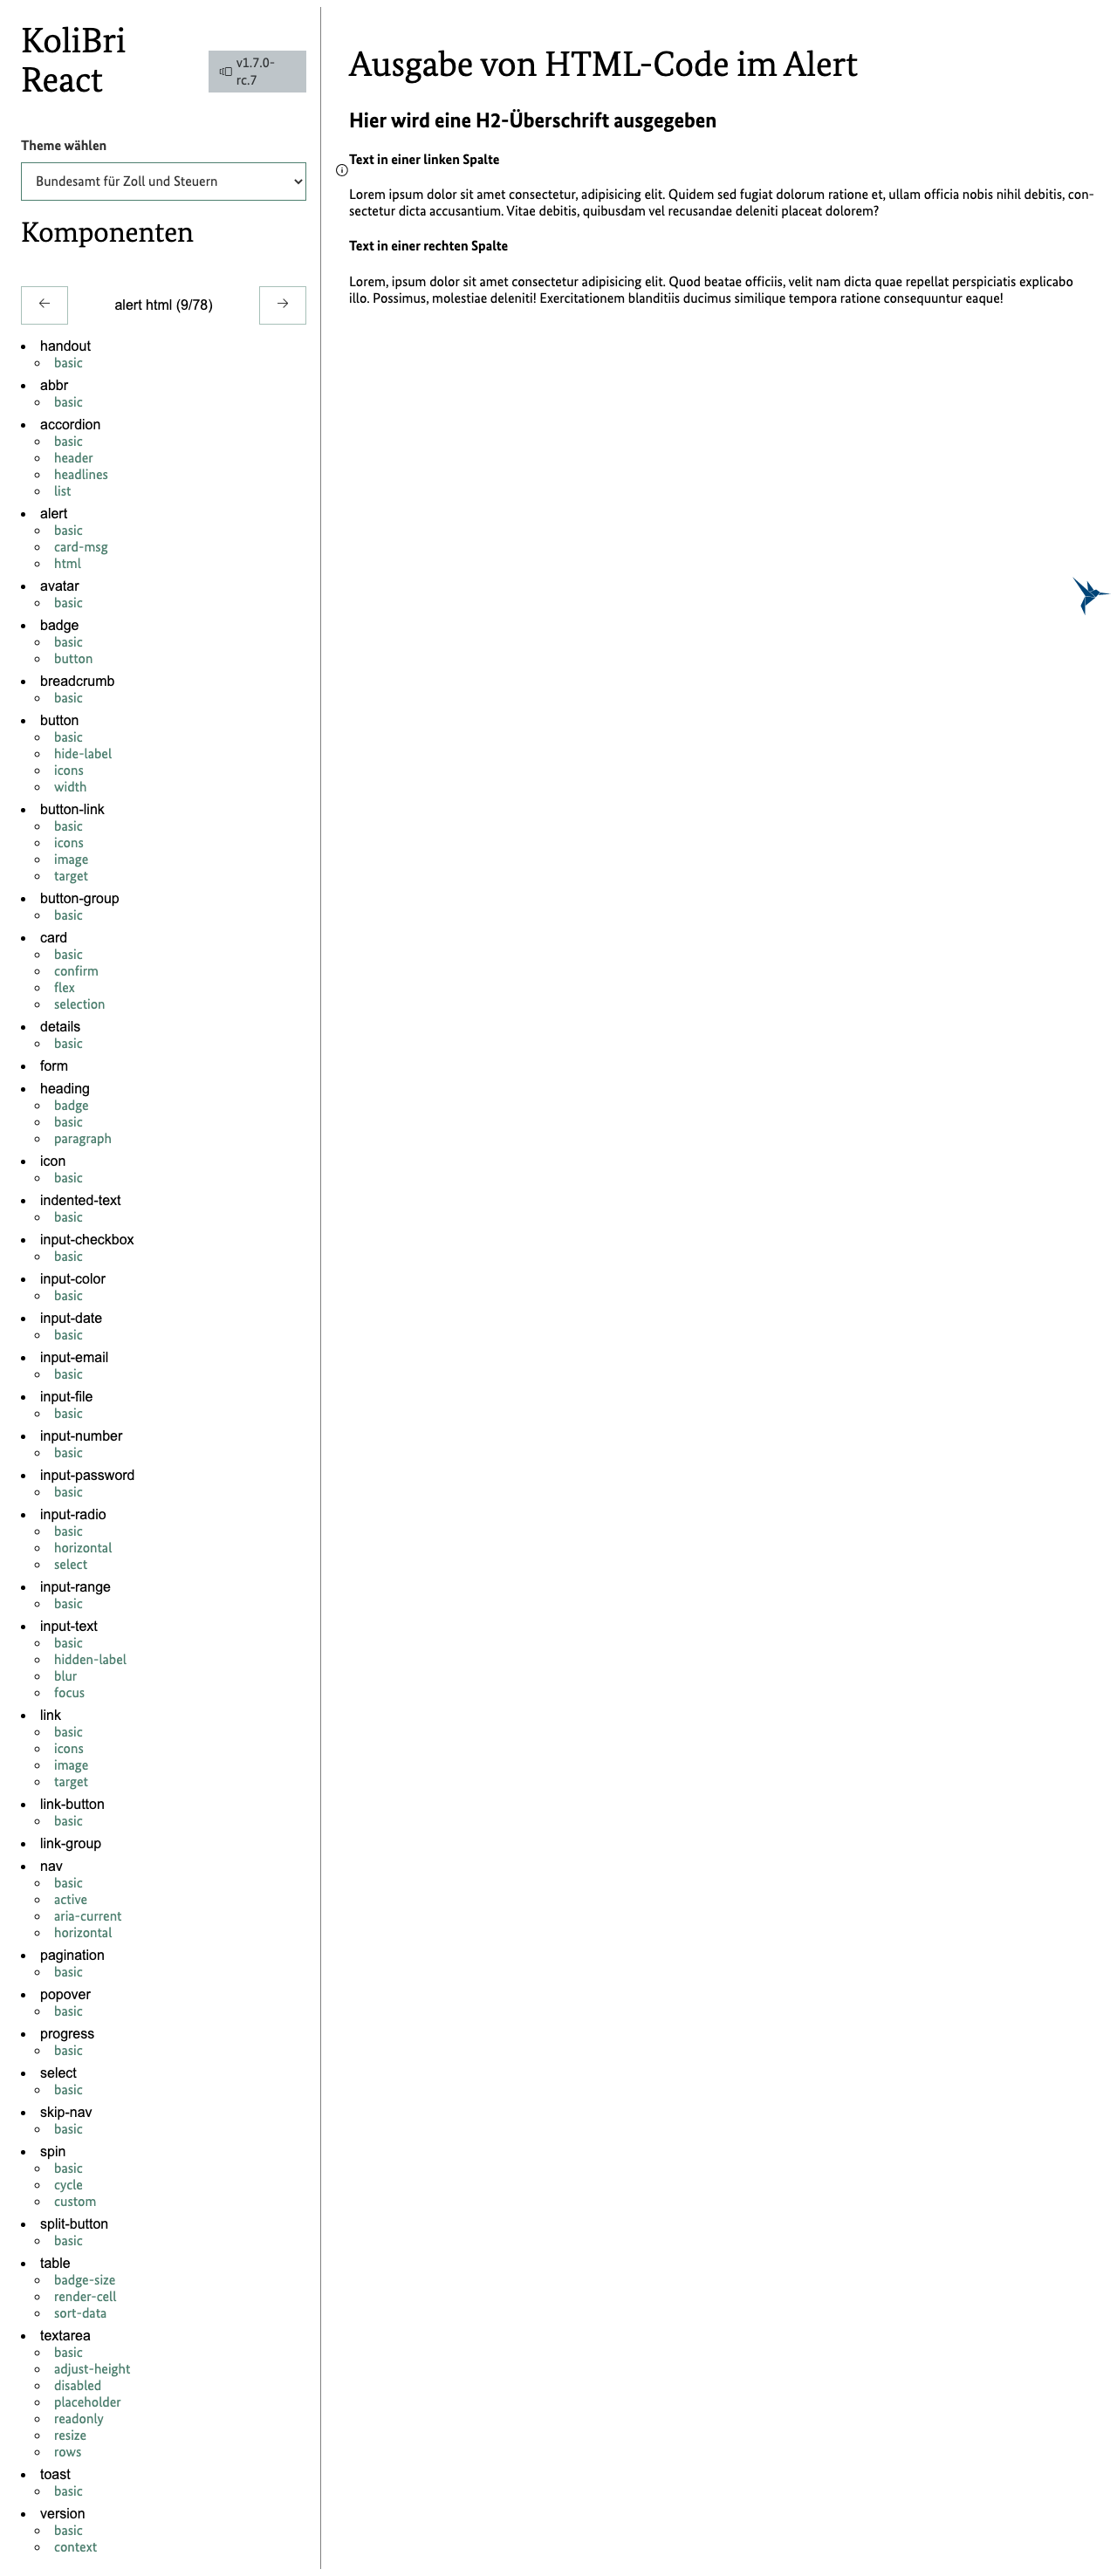 KoliBri
React
v1.7.0-
rc.7
Theme wählen
Bundesamt für Zoll und Steuern
Komponenten
alert html (9/78)
handout
basic
abbr
basic
accordion
basic
header
headlines
list
alert
basic
card-msg
html
avatar
basic
badge
basic
button
breadcrumb
basic
button
basic
hide-label
icons
width
button-link
basic
icons
image
target
button-group
basic
card
basic
confirm
flex
selection
details
basic
form
heading
badge
basic
paragraph
icon
basic
indented-text
basic
input-checkbox
basic
input-color
basic
input-date
basic
input-email
basic
input-file
basic
input-number
basic
input-password
basic
input-radio
basic
horizontal
select
input-range
basic
input-text
basic
hidden-label
blur
focus
link
basic
icons
image
target
link-button
basic
link-group
nav
basic
active
aria-current
horizontal
pagination
basic
popover
basic
progress
basic
select
basic
skip-nav
basic
spin
basic
cycle
custom
split-button
basic
table
badge-size
render-cell
sort-data
textarea
basic
adjust-height
disabled
placeholder
readonly
resize
rows
toast
basic
version
basic
context
Ausgabe von HTML-Code im Alert
Hier wird eine H2-Überschrift ausgegeben
Text in einer linken Spalte
Lorem ipsum dolor sit amet consectetur, adipisicing elit. Quidem sed fugiat dolorum ratione et, ullam officia nobis nihil debitis, con-
sectetur dicta accusantium. Vitae debitis, quibusdam vel recusandae deleniti placeat dolorem?
Text in einer rechten Spalte
Lorem, ipsum dolor sit amet consectetur adipisicing elit. Quod beatae officiis, velit nam dicta quae repellat perspiciatis explicabo
illo. Possimus, molestiae deleniti! Exercitationem blanditiis ducimus similique tempora ratione consequuntur eaque!